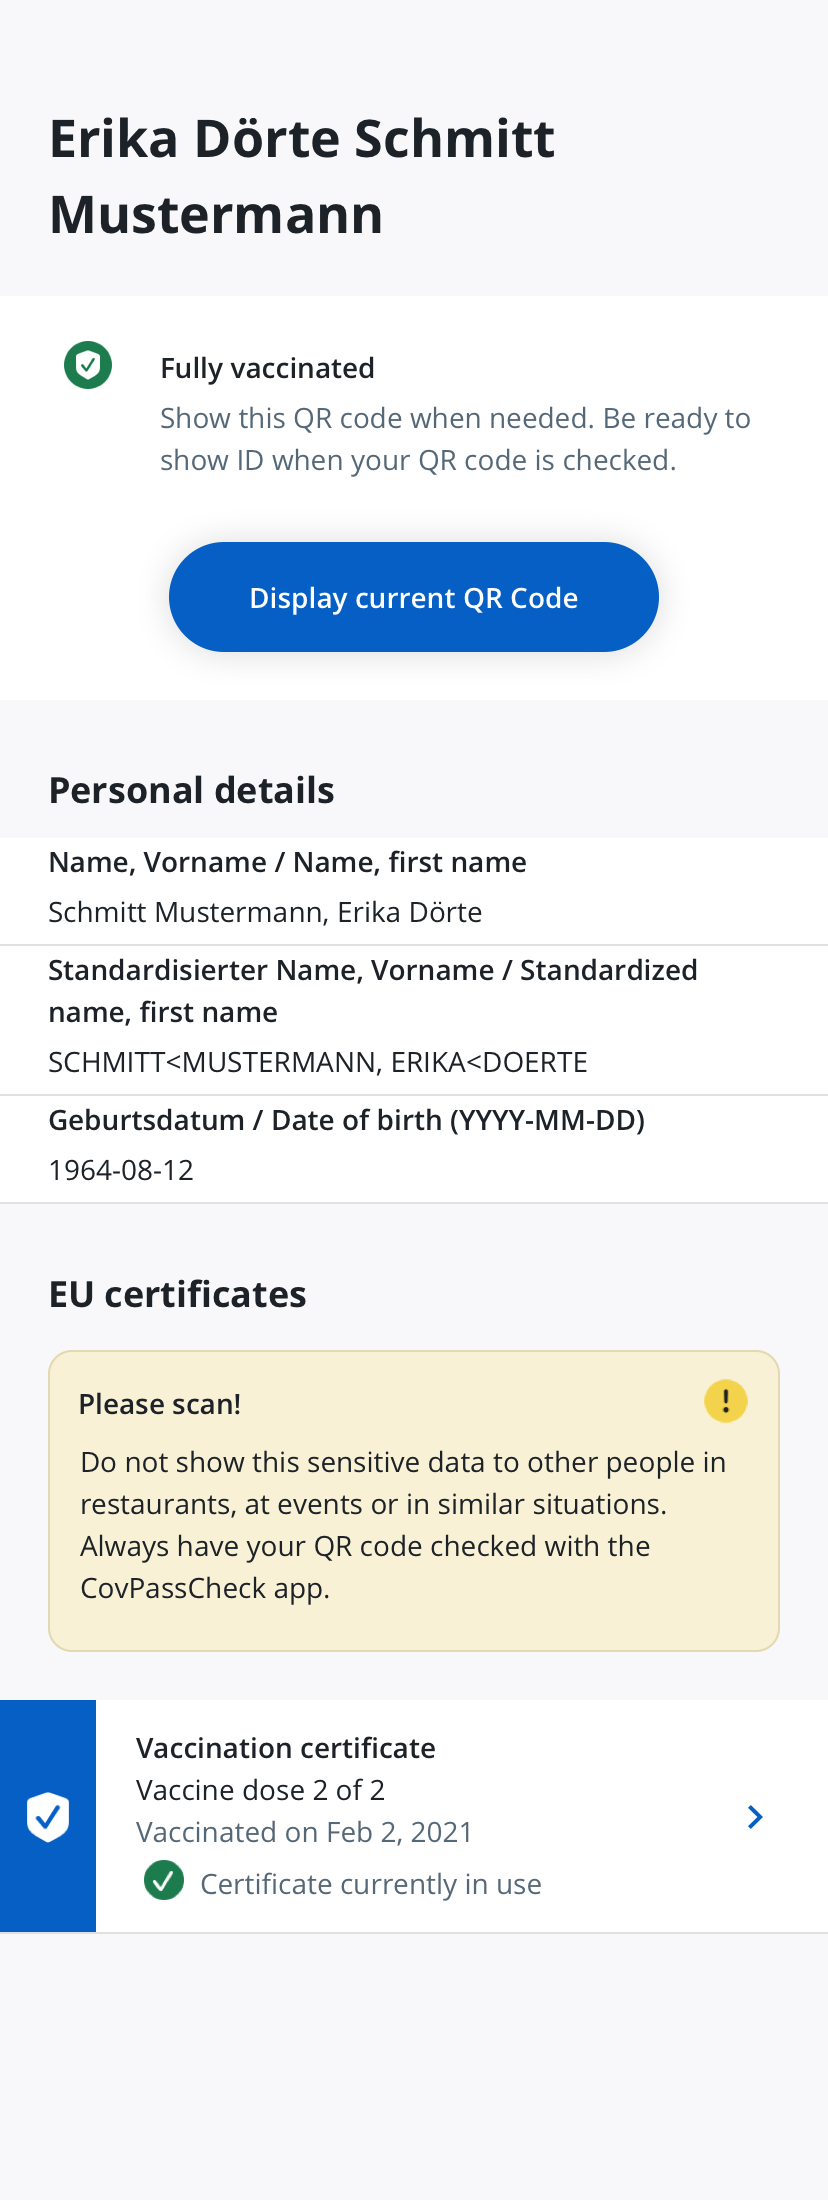 Erika Dörte Schmitt
Mustermann
Fully vaccinated
Show this QR code when needed. Be ready to
show ID when your QR code is checked.
Display current QR Code
Personal details
Name, Vorname / Name, first name
Schmitt Mustermann, Erika Dörte
Standardisierter Name, Vorname / Standardized
name, first name
SCHMITT<MUSTERMANN, ERIKA<DOERTE
Geburtsdatum / Date of birth (YYYY-MM-DD)
1964-08-12
EU certificates
Please scan!
Do not show this sensitive data to other people in
restaurants, at events or in similar situations.
Always have your QR code checked with the
CovPassCheck app.
Vaccination certificate
Vaccine dose 2 of 2
Vaccinated on Feb 2, 2021
Certificate currently in use